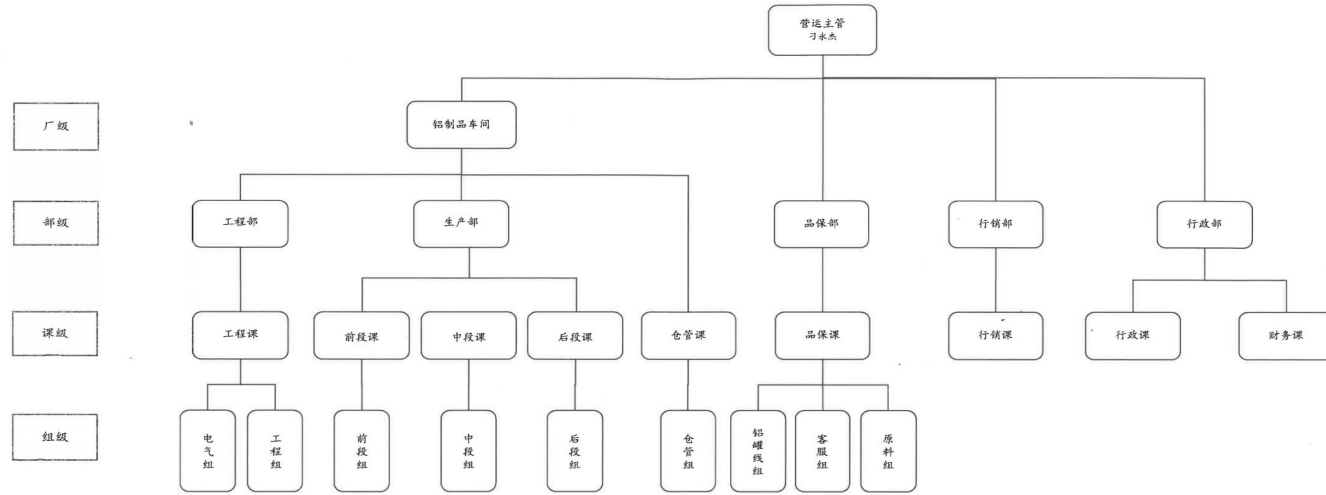 营运主管
刁永杰
厂级
铝制品车间
部级
工程部
生产部
品保部
行销部
行政部
课级
工程课
前段课
中段课
后段课
仓管课
品保课
行销课
行政课
财务课
组级
电气组
工程组
前段组
中段组
后段组
仓管组
铝罐线组
客服组
原料组